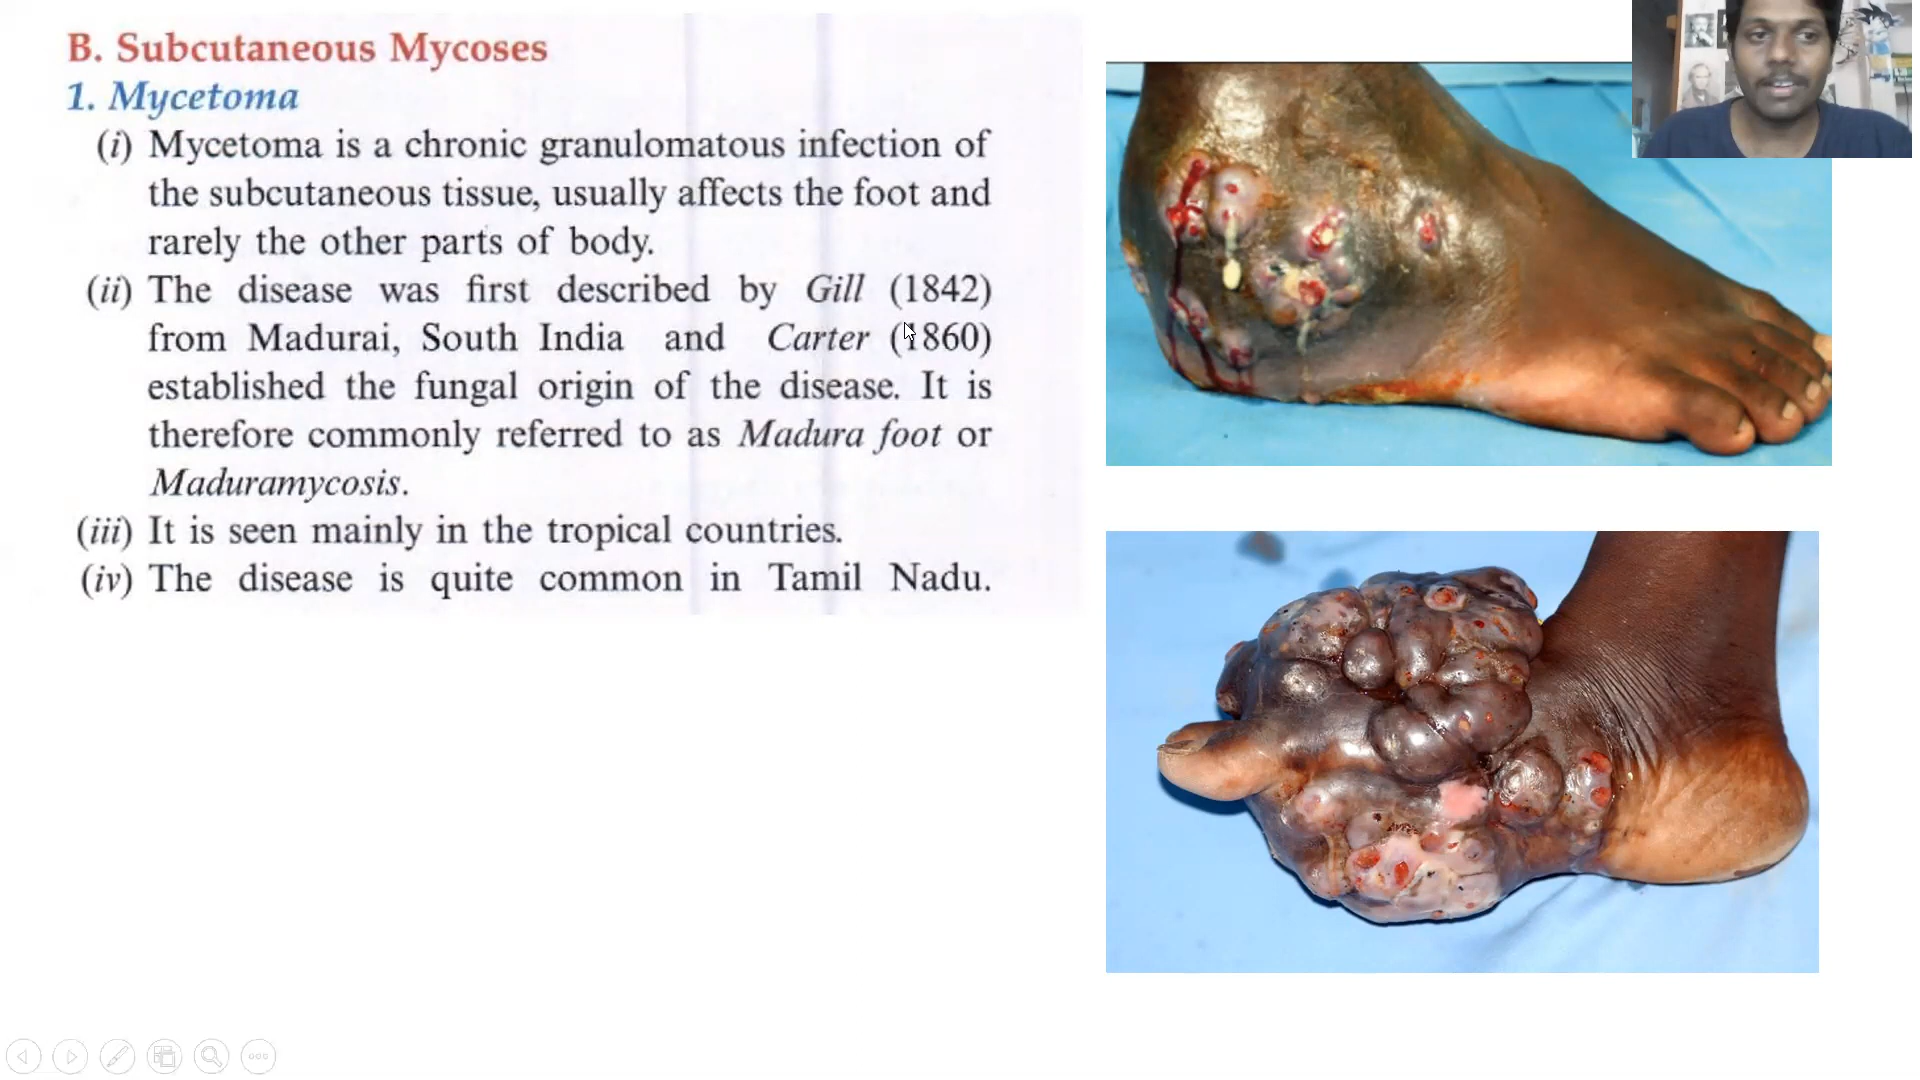 B. Subcutaneous Mycoses
1. Mycetoma
(i) Mycetoma is a chronic granulomatous infection of
the subcutaneous tissue, usually affects the foot and
rarely the other parts of body.
(ii) The disease was first described by Gill (1842)
from Madurai, South India and Carter (1860)
established the fungal origin of the disease. It is
therefore commonly referred to as Madura foot or
Maduramycosis.
(iii) It is seen mainly in the tropical countries.
(iv) The disease is quite common in Tamil Nadu.